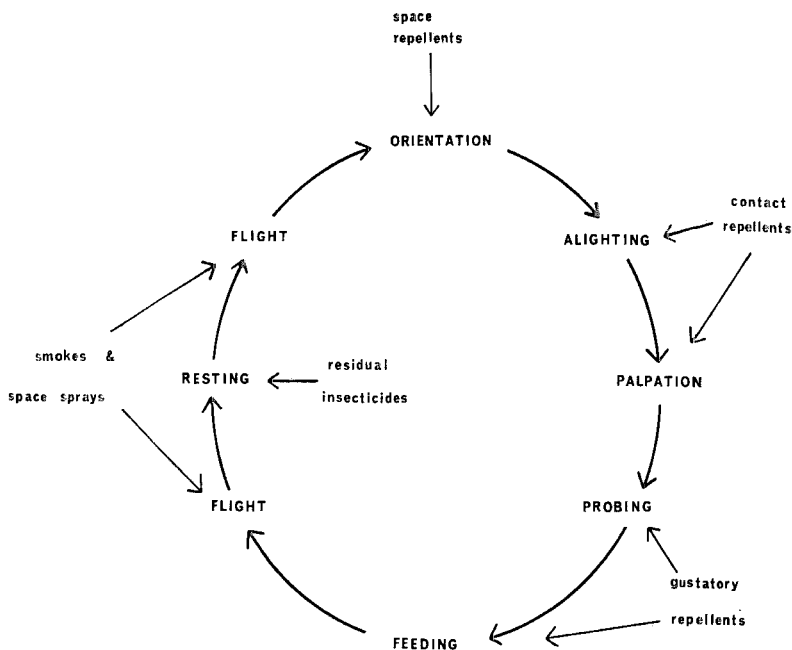 space
repellents
ORIENTATION
FLIGHT
ALIGHTING
contact
repellents
smokes &
space sprays
RESTING
residual
insecticides
PALPATION
FLIGHT
PROBING
gustatory
repellents
FEEDING